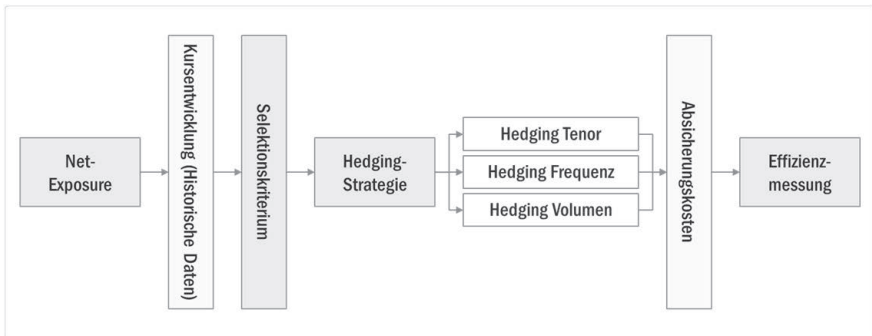 Net-
Exposure
Kursentwicklung (Historische Daten)
Selektionskriterium
Hedging-
Strategie
Hedging Tenor
Hedging Frequenz
Hedging Volumen
Absicherungskosten
Effizienz-
messung